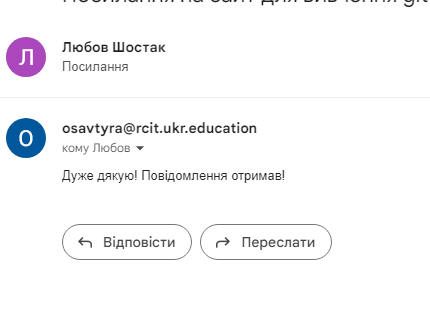 Посилання на сайт для вивчення git
Л
Любов Шостак
Посилання
O
osavtyra@rcit.ukr.education
кому Любов
Дуже дякую! Повідомлення отримав!
Відповісти
Переслати